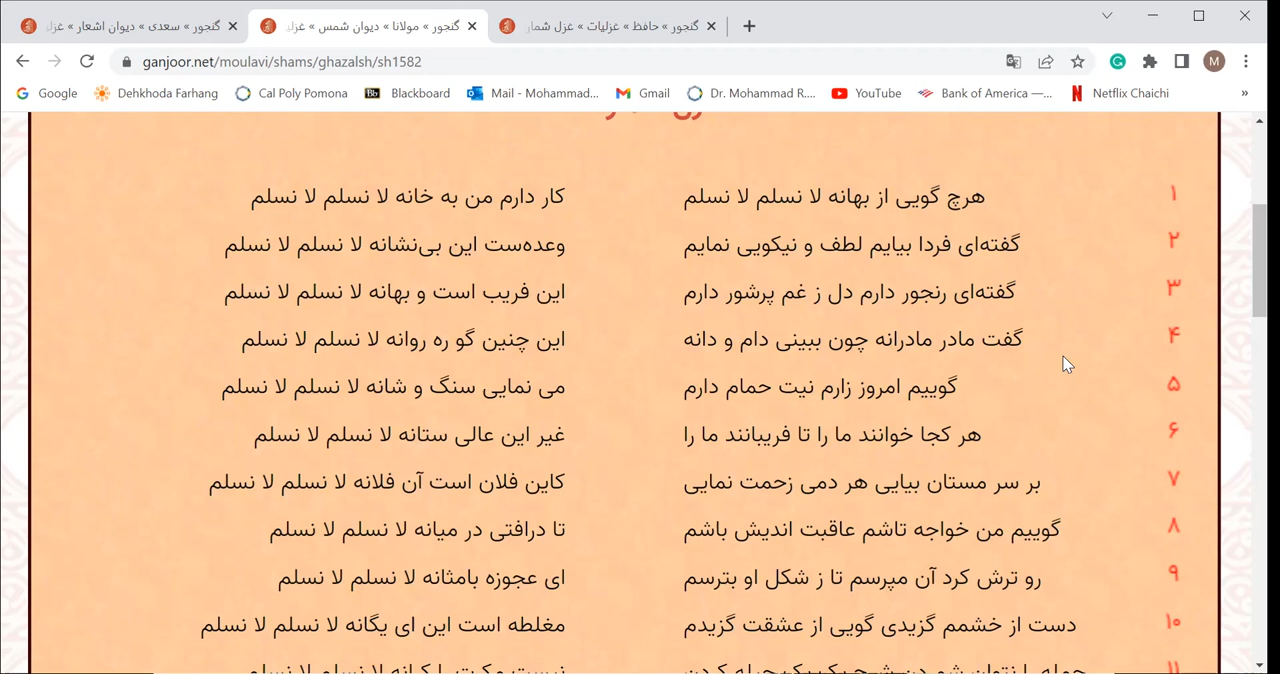 گنجور » سعدی » دیوان اشعار » غزل
گنجور » مولانا » دیوان شمس » غزل
گنجور » حافظ » غزلیات » غزل شمار
ganjoor.net/moulavi/shams/ghazalsh/sh1582
M
Google
Dehkhoda Farhang
Cal Poly Pomona
Bb Blackboard
Mail - Mohammad...
Gmail
Dr. Mohammad R....
YouTube
Bank of America —...
Netflix Chaichi
»
۱ هرچ گویی از بهانه لا نسلم لا نسلم کار دارم من به خانه لا نسلم لا نسلم
۲ گفته‌ای فردا بیایم لطف و نیکویی نمایم وعده‌ست این بی‌نشانه لا نسلم لا نسلم
۳ گفته‌ای رنجور دارم دل ز غم پرشور دارم این فریب است و بهانه لا نسلم لا نسلم
۴ گفت مادر مادرانه چون ببینی دام و دانه این چنین گو ره روانه لا نسلم لا نسلم
۵ گوییم امروز زارم نیت حمام دارم می نمایی سنگ و شانه لا نسلم لا نسلم
۶ هر کجا خوانند ما را تا فریبانند ما را غیر این عالی ستانه لا نسلم لا نسلم
۷ بر سر مستان بیایی هر دمی زحمت نمایی کاین فلان است آن فلانه لا نسلم لا نسلم
۸ گوییم من خواجه تاشم عاقبت اندیش باشم تا درافتی در میانه لا نسلم لا نسلم
۹ رو ترش کرد آن مپرسم تا ز شکل او بترسم ای عجوزه بامثانه لا نسلم لا نسلم
۱۰ دست از خشمم گزیدی گویی از عشقت گزیدم مغلطه است این ای یگانه لا نسلم لا نسلم
۱۱